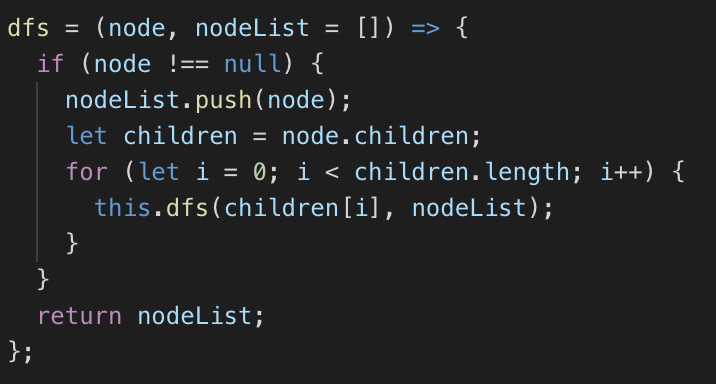 dfs = (node, nodeList = []) => {
  if (node !== null) {
    nodeList.push(node);
    let children = node.children;
    for (let i = 0; i < children.length; i++) {
      this.dfs(children[i], nodeList);
    }
  }
  return nodeList;
};